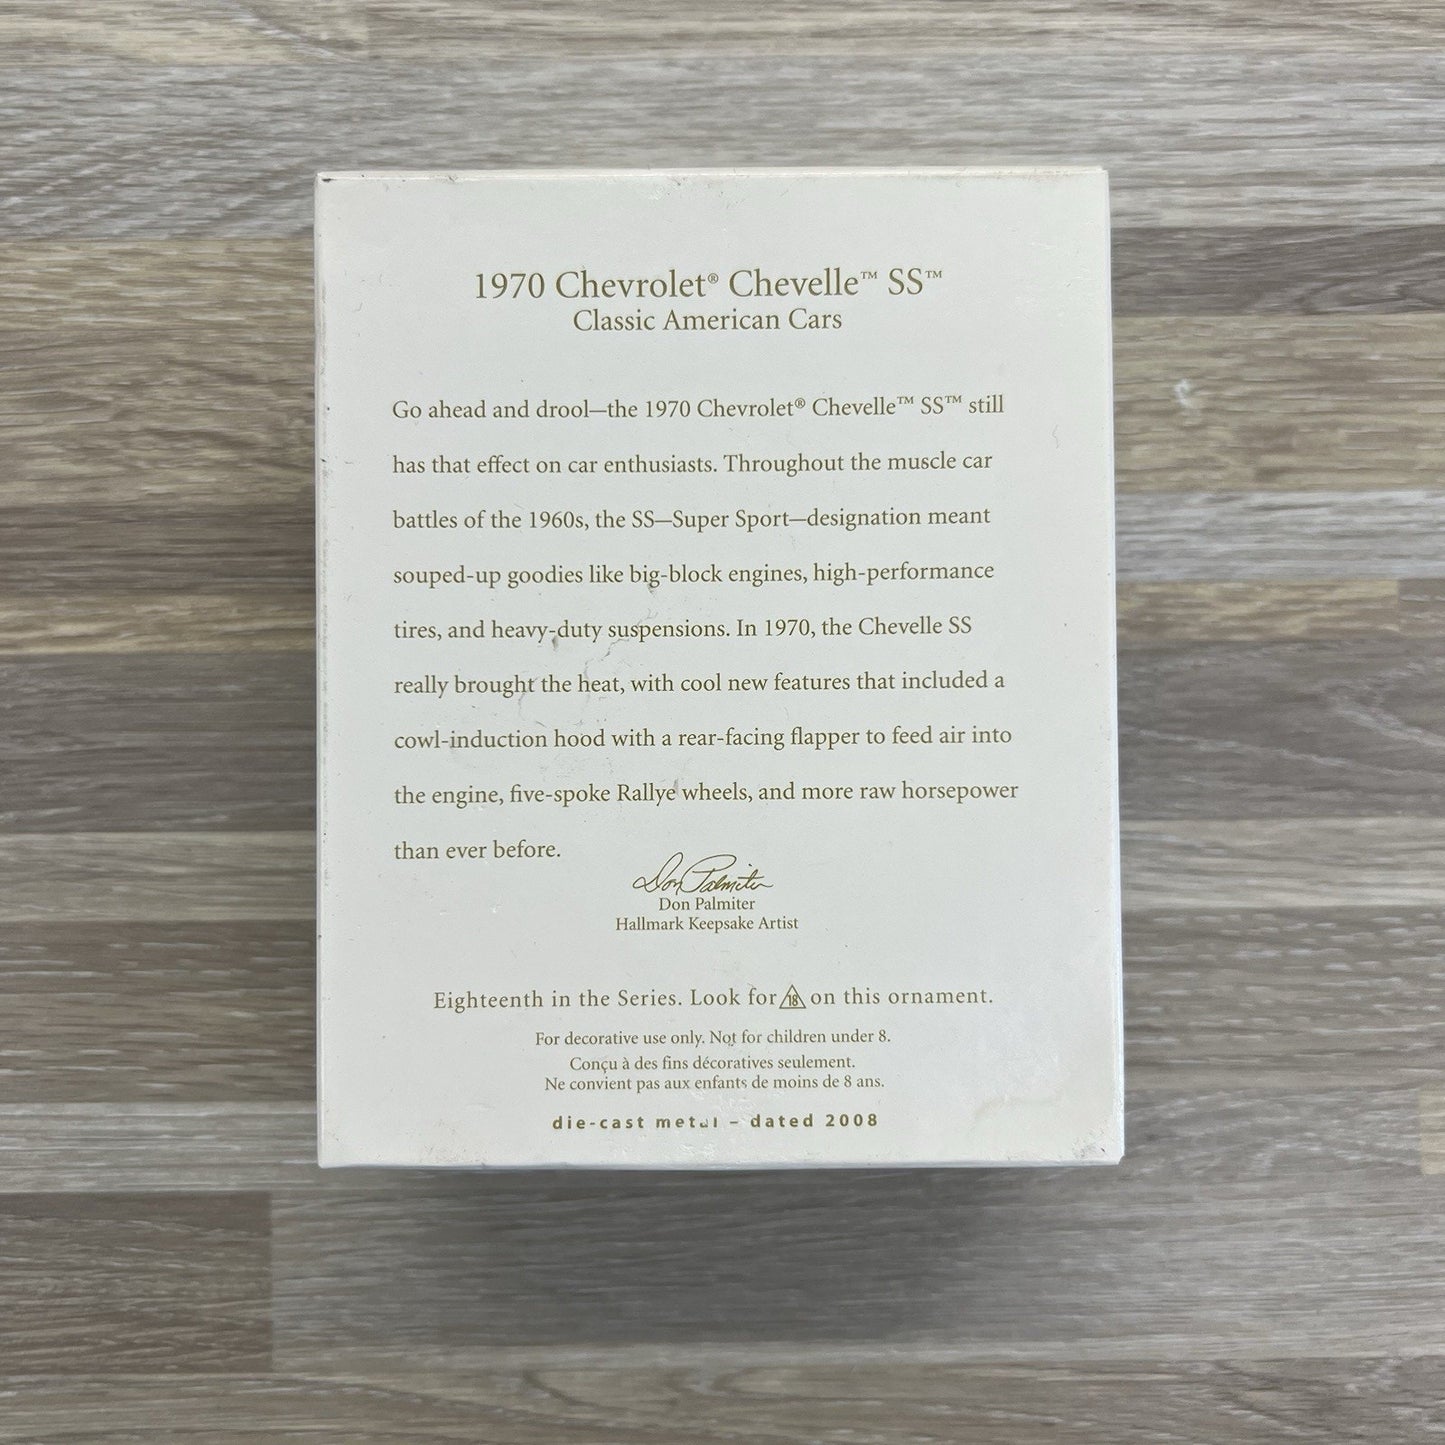 1970 Chevrolet® Chevelle™ SS™
Classic American Cars
Go ahead and drool—the 1970 Chevrolet® Chevelle™ SS™ still
has that effect on car enthusiasts. Throughout the muscle car
battles of the 1960s, the SS—Super Sport—designation meant
souped-up goodies like big-block engines, high-performance
tires, and heavy-duty suspensions. In 1970, the Chevelle SS
really brought the heat, with cool new features that included a
cowl-induction hood with a rear-facing flapper to feed air into
the engine, five-spoke Rallye wheels, and more raw horsepower
than ever before.
Don Palmiter
Don Palmiter
Hallmark Keepsake Artist
Eighteenth in the Series. Look for 18 on this ornament.
For decorative use only. Not for children under 8.
Conçu à des fins décoratives seulement.
Ne convient pas aux enfants de moins de 8 ans.
die-cast metal – dated 2008